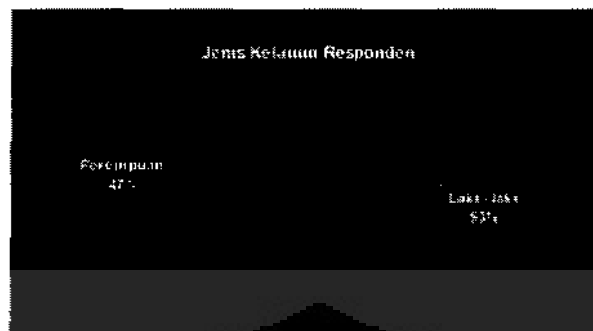 Jenis Kelamin Responden
Perempuan
47%
Laki-laki
53%